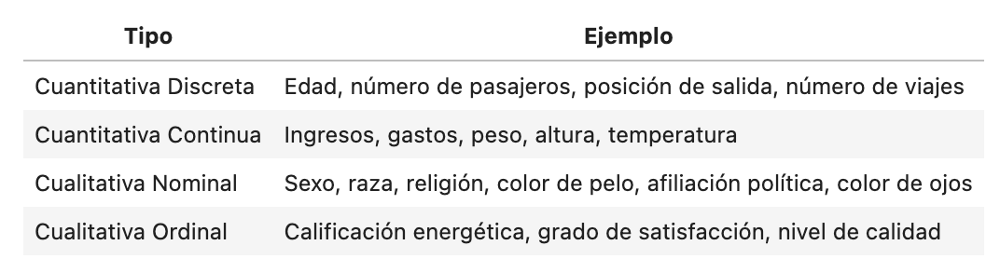 Tipo Ejemplo
Cuantitativa Discreta Edad, número de pasajeros, posición de salida, número de viajes
Cuantitativa Continua Ingresos, gastos, peso, altura, temperatura
Cualitativa Nominal Sexo, raza, religión, color de pelo, afiliación política, color de ojos
Cualitativa Ordinal Calificación energética, grado de satisfacción, nivel de calidad